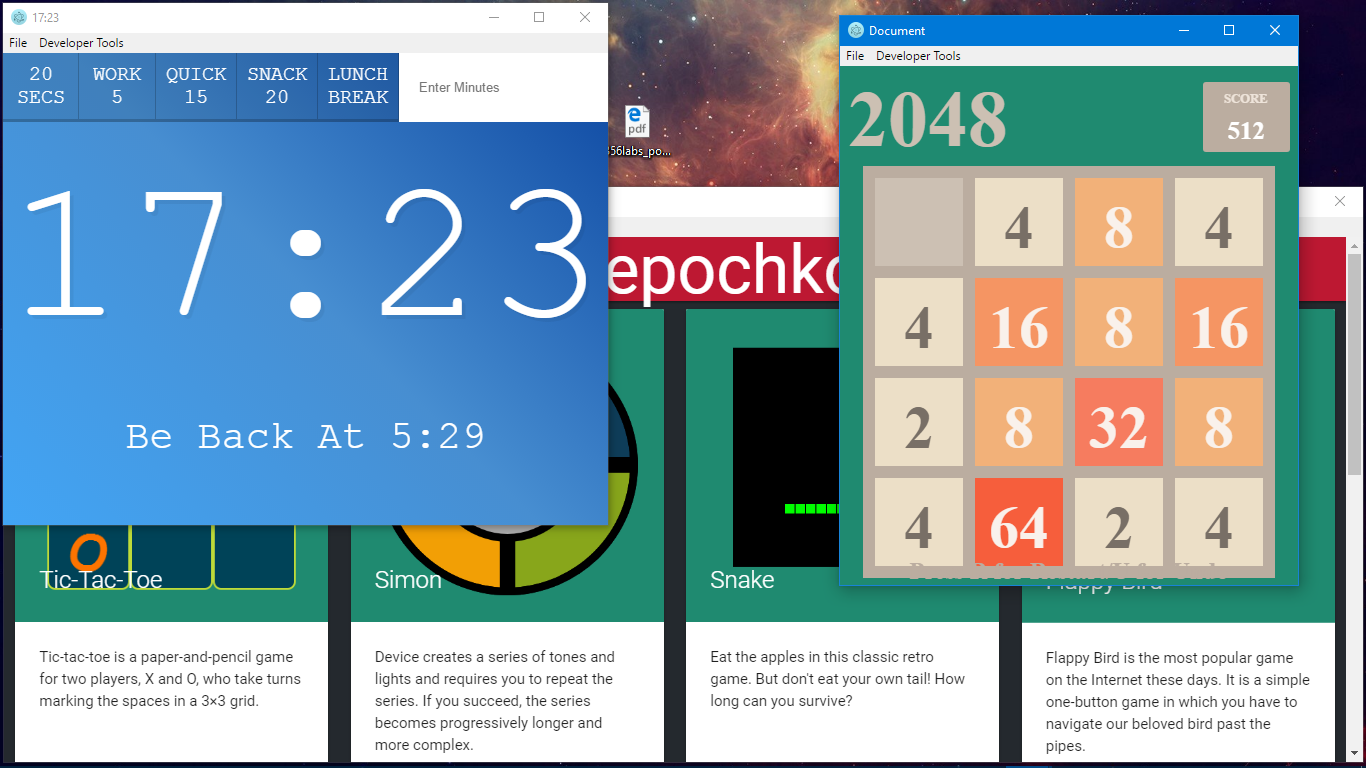 17:23
File Developer Tools
20 SECS
WORK 5
QUICK 15
SNACK 20
LUNCH BREAK
Enter Minutes
17:23
Be Back At 5:29
pdf
Document
File Developer Tools
2048
SCORE
512
4 8 4
4 16 8 16
2 8 32 8
4 64 2 4
O
Tic-Tac-Toe
Tic-tac-toe is a paper-and-pencil game
for two players, X and O, who take turns
marking the spaces in a 3×3 grid.
Simon
Device creates a series of tones and
lights and requires you to repeat the
series. If you succeed, the series
becomes progressively longer and
more complex.
Snake
Eat the apples in this classic retro
game. But don't eat your own tail! How
long can you survive?
Flappy Bird
Flappy Bird is the most popular game
on the Internet these days. It is a simple
one-button game in which you have to
navigate our beloved bird past the
pipes.